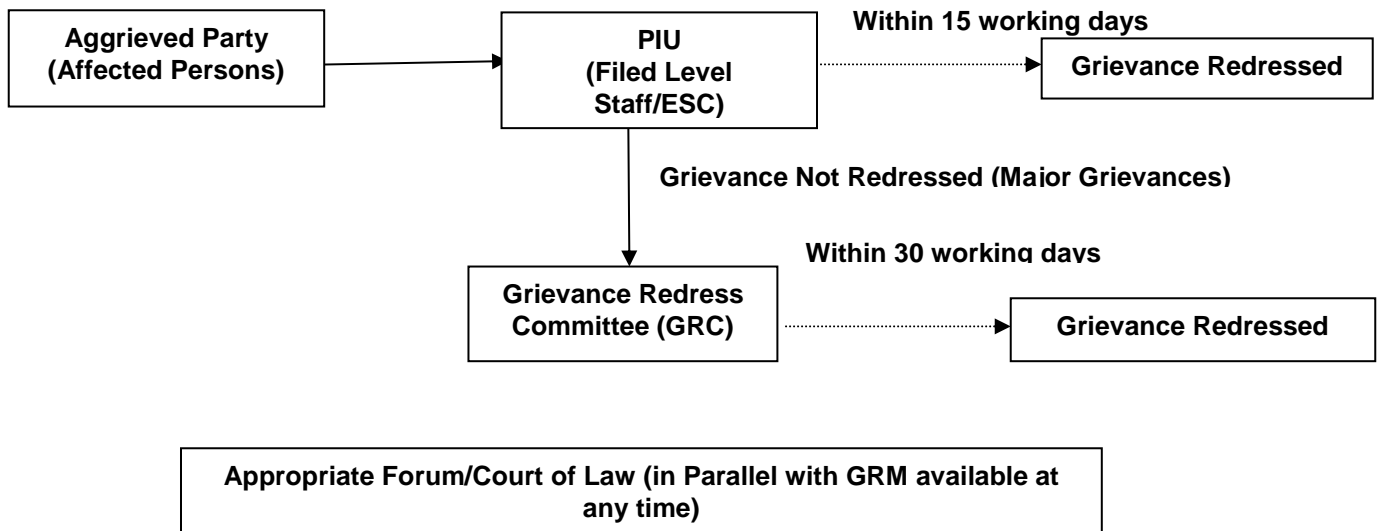 Aggrieved Party
(Affected Persons)
PIU
(Filed Level
Staff/ESC)
Within 15 working days
Grievance Redressed
Grievance Not Redressed (Major Grievances)
Within 30 working days
Grievance Redress
Committee (GRC)
Grievance Redressed
Appropriate Forum/Court of Law (in Parallel with GRM available at
any time)